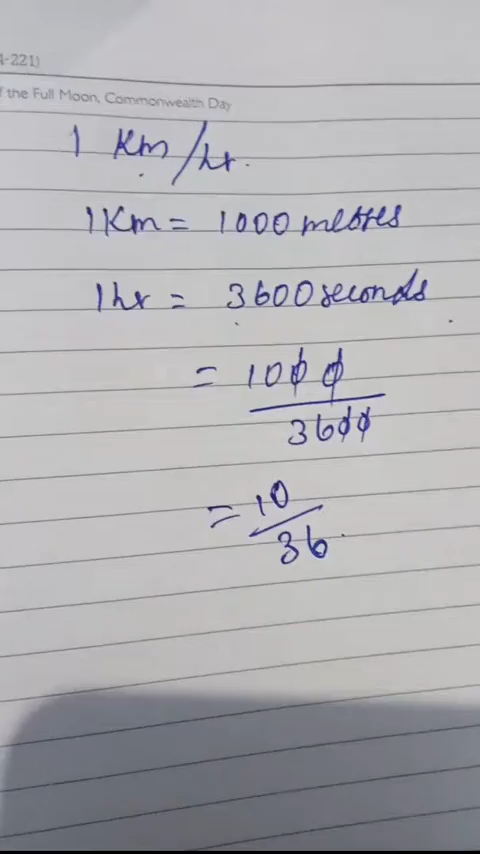 4-221)
f the Full Moon, Commonwealth Day
1 Km/hr.
1Km = 1000 metres
1hr = 3600 seconds
= 1000
3600
= 10
36